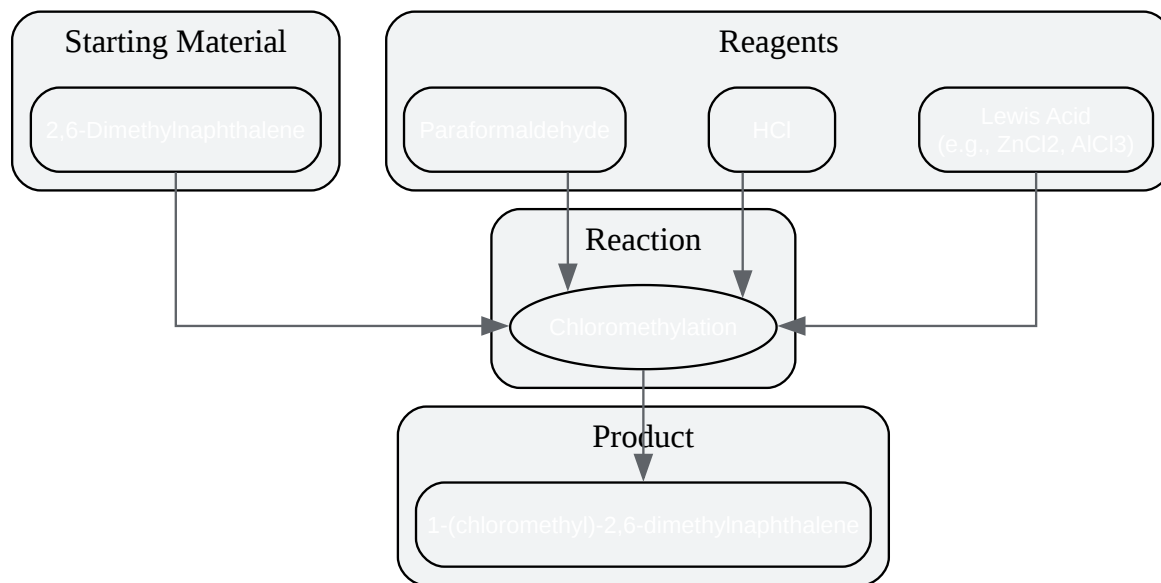 Starting Material
Reagents
2,6-Dimethylnaphthalene
Paraformaldehyde
HCl
Lewis Acid
(e.g., ZnCl2, AlCl3)
Reaction
Chloromethylation
Product
1-(chloromethyl)-2,6-dimethylnaphthalene